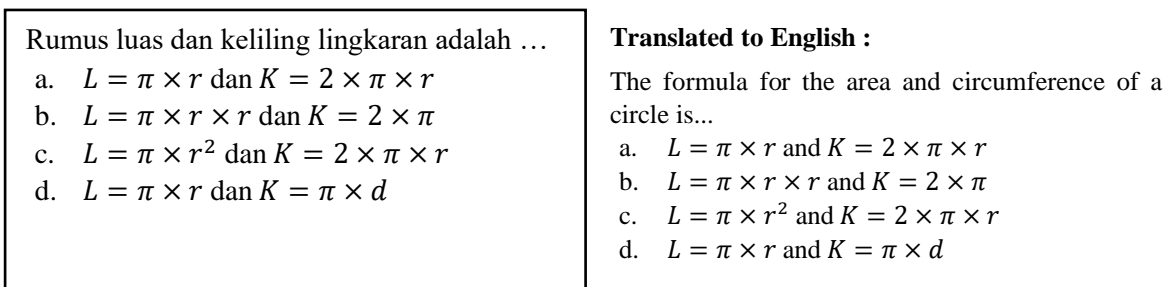 Rumus luas dan keliling lingkaran adalah …
a. L = π × r dan K = 2 × π × r
b. L = π × r × r dan K = 2 × π
c. L = π × r² dan K = 2 × π × r
d. L = π × r dan K = π × d
Translated to English :
The formula for the area and circumference of a
circle is...
a. L = π × r and K = 2 × π × r
b. L = π × r × r and K = 2 × π
c. L = π × r² and K = 2 × π × r
d. L = π × r and K = π × d